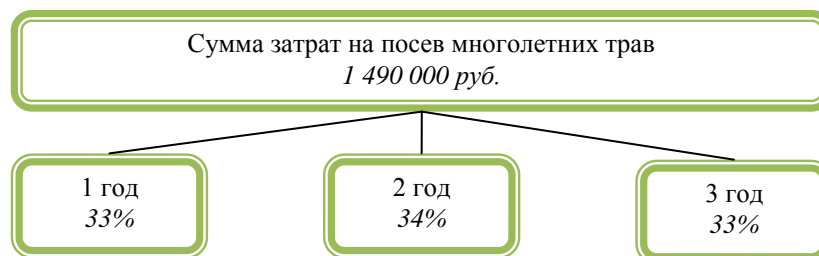 Сумма затрат на посев многолетних трав
1 490 000 руб.
1 год
33%
2 год
34%
3 год
33%